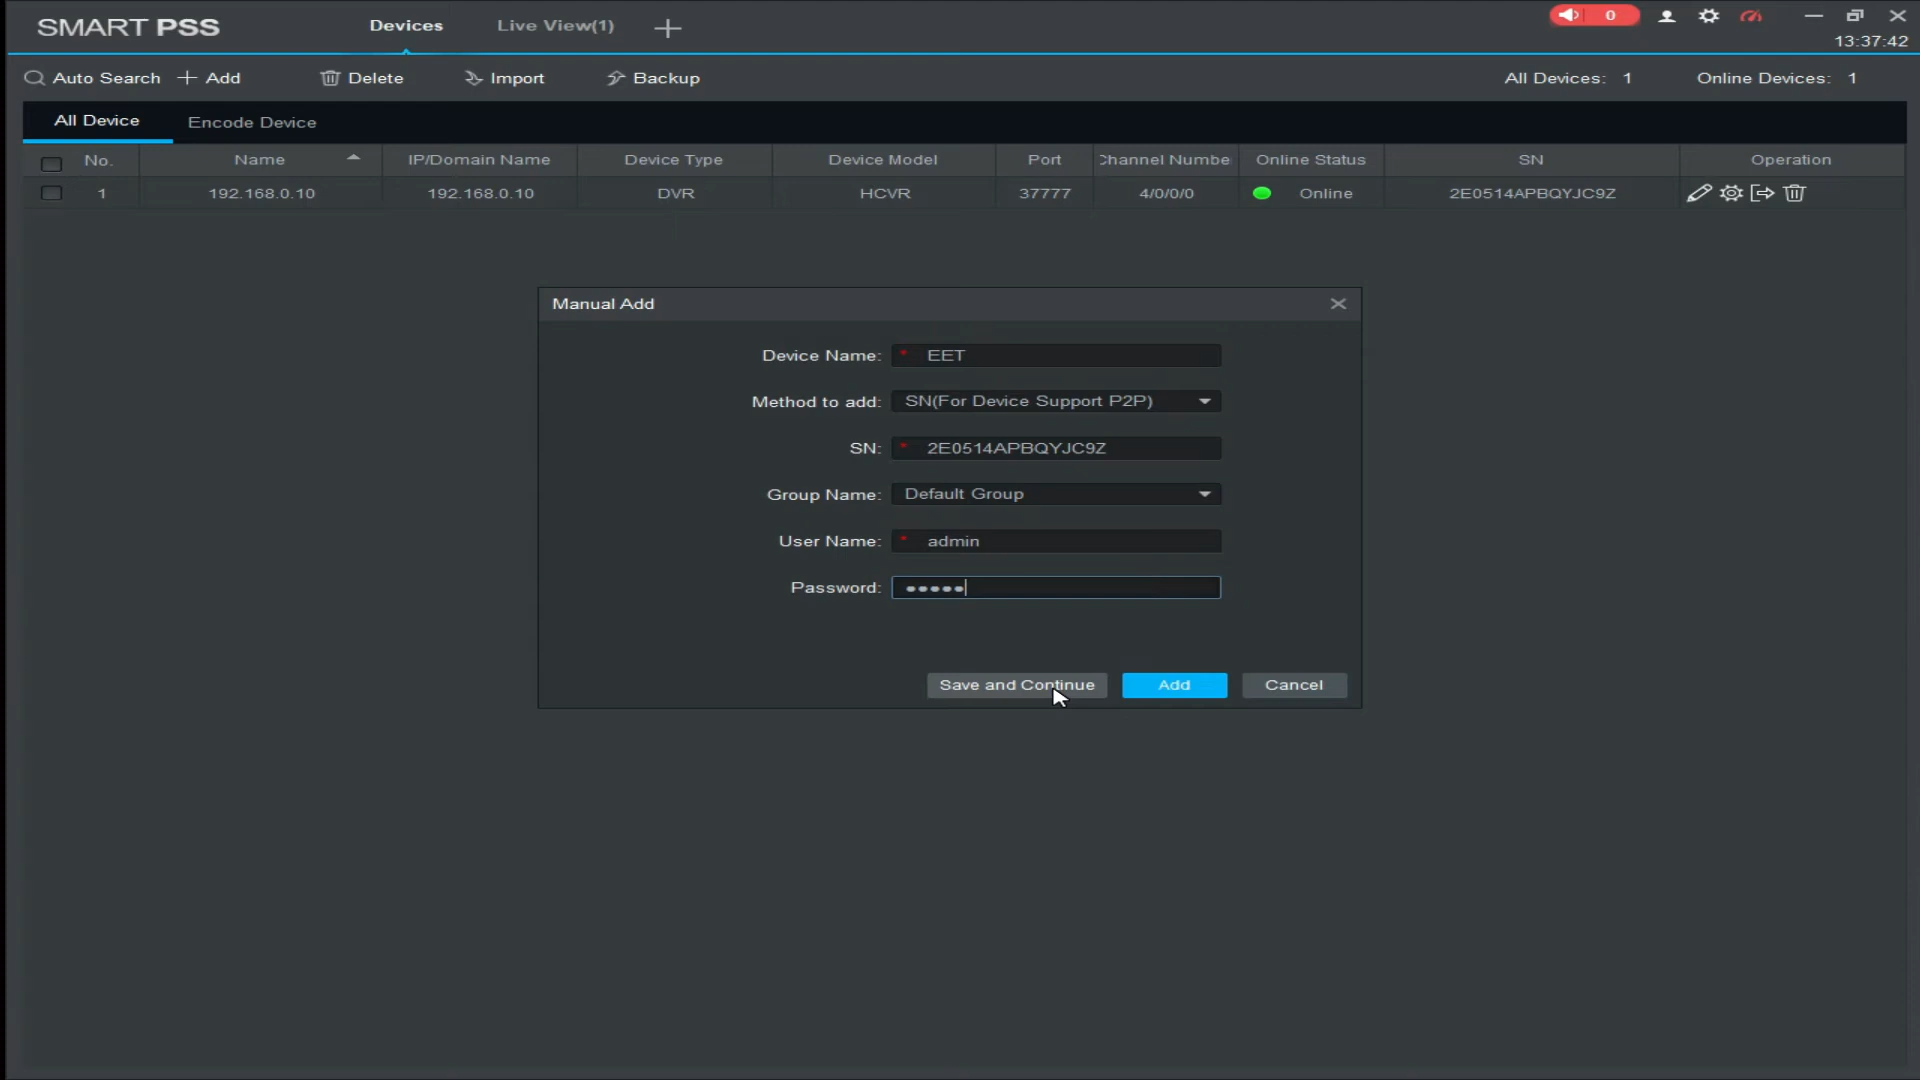 SMART PSS Devices Live View(1) 0
13:37:42
Auto Search Add Delete Import Backup All Devices: 1 Online Devices: 1
All Device Encode Device
No. Name IP/Domain Name Device Type Device Model Port Channel Numbe Online Status SN Operation
1 192.168.0.10 192.168.0.10 DVR HCVR 37777 4/0/0/0 Online 2E0514APBQYJC9Z
Manual Add
Device Name: * EET
Method to add: SN(For Device Support P2P)
SN: * 2E0514APBQYJC9Z
Group Name: Default Group
User Name: * admin
Password: •••••
Save and Continue Add Cancel